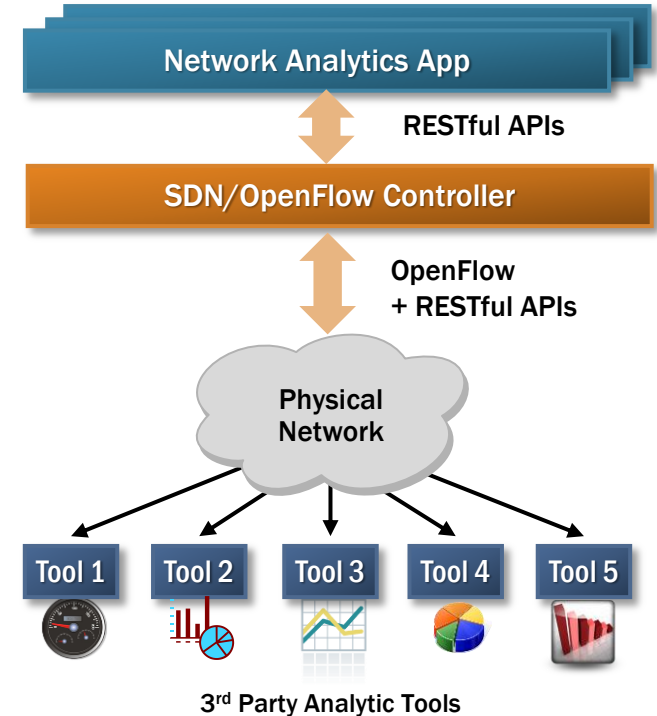 Network Analytics App
RESTful APIs
SDN/OpenFlow Controller
OpenFlow
+ RESTful APIs
Physical
Network
Tool 1
Tool 2
Tool 3
Tool 4
Tool 5
3rd Party Analytic Tools